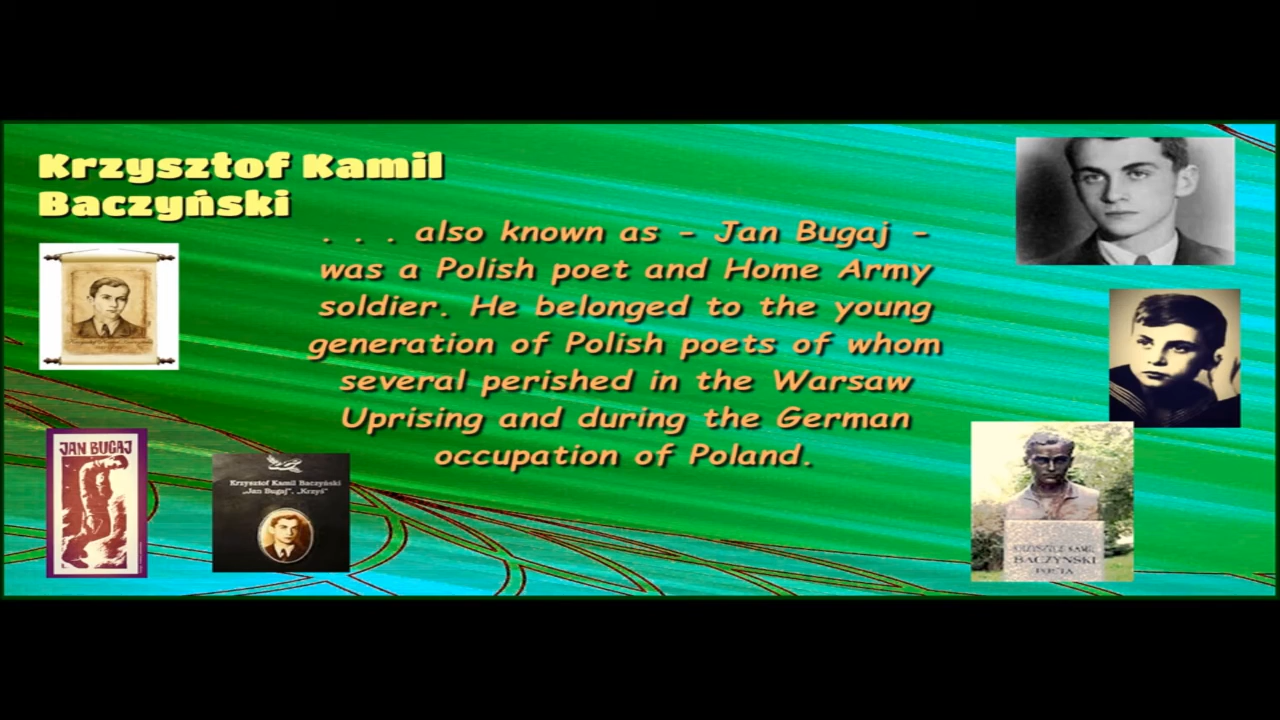 Krzysztof Kamil
Baczyński
. . . also known as - Jan Bugaj -
was a Polish poet and Home Army
soldier. He belonged to the young
generation of Polish poets of whom
several perished in the Warsaw
Uprising and during the German
occupation of Poland.
JAN BUGAJ
Krzysztof Kamil Baczyński
„Jan Bugaj", „Krzyś"
KRZYSZTOF KAMIL
BACZYŃSKI
POETA